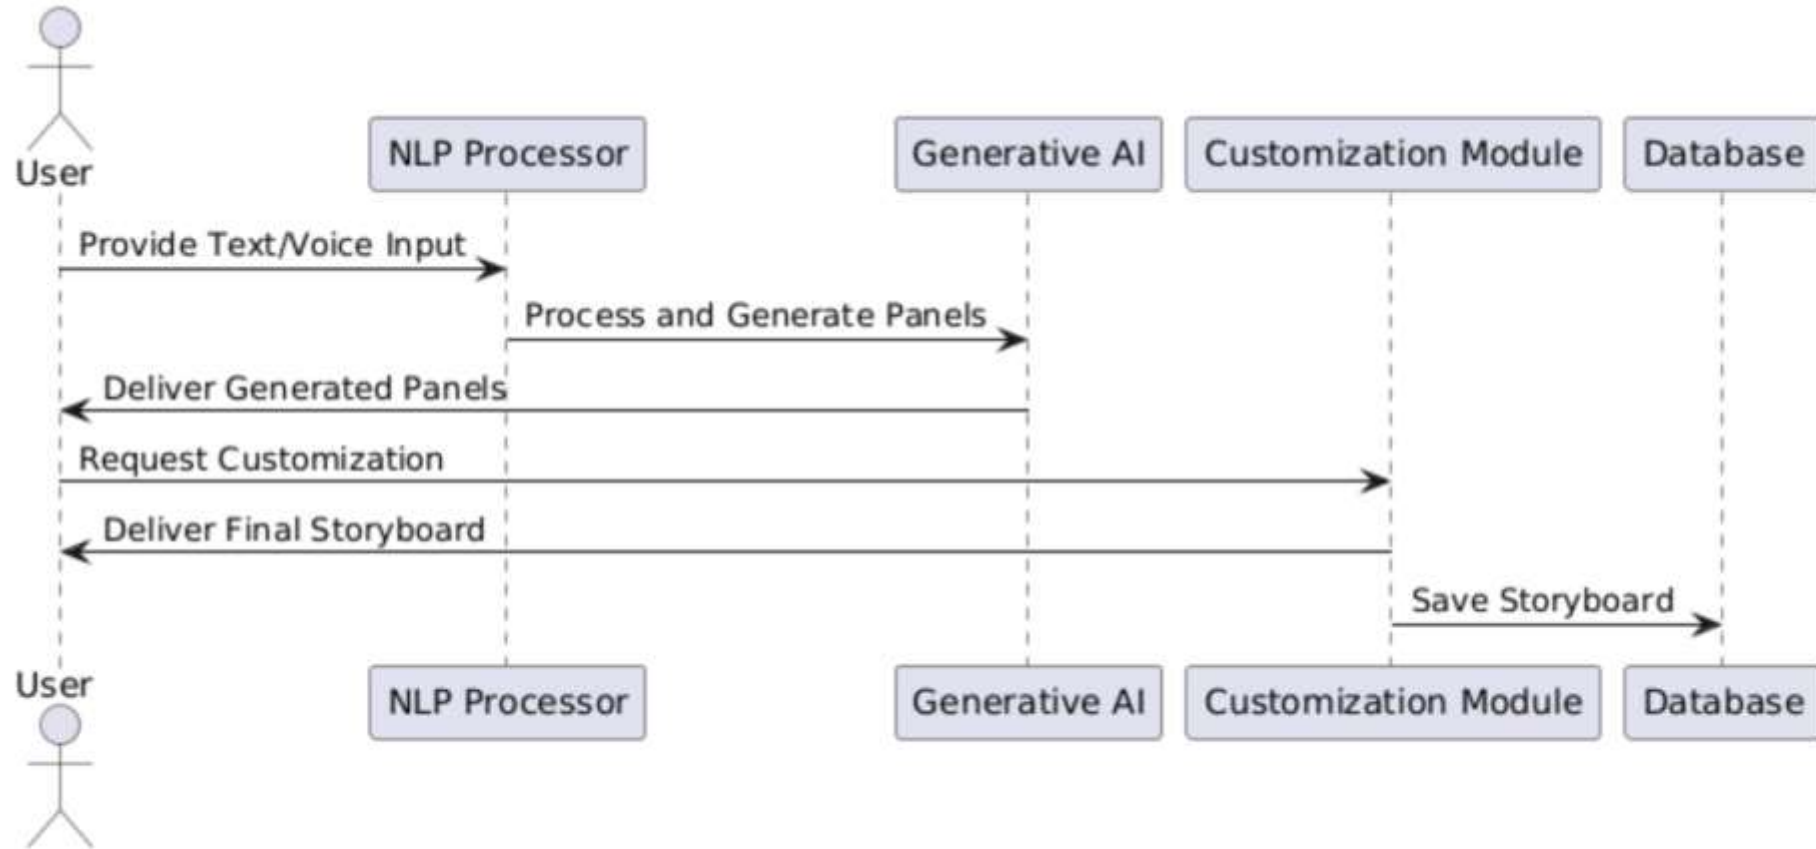 User
NLP Processor
Generative AI
Customization Module
Database
Provide Text/Voice Input
Process and Generate Panels
Deliver Generated Panels
Request Customization
Deliver Final Storyboard
Save Storyboard
User
NLP Processor
Generative AI
Customization Module
Database